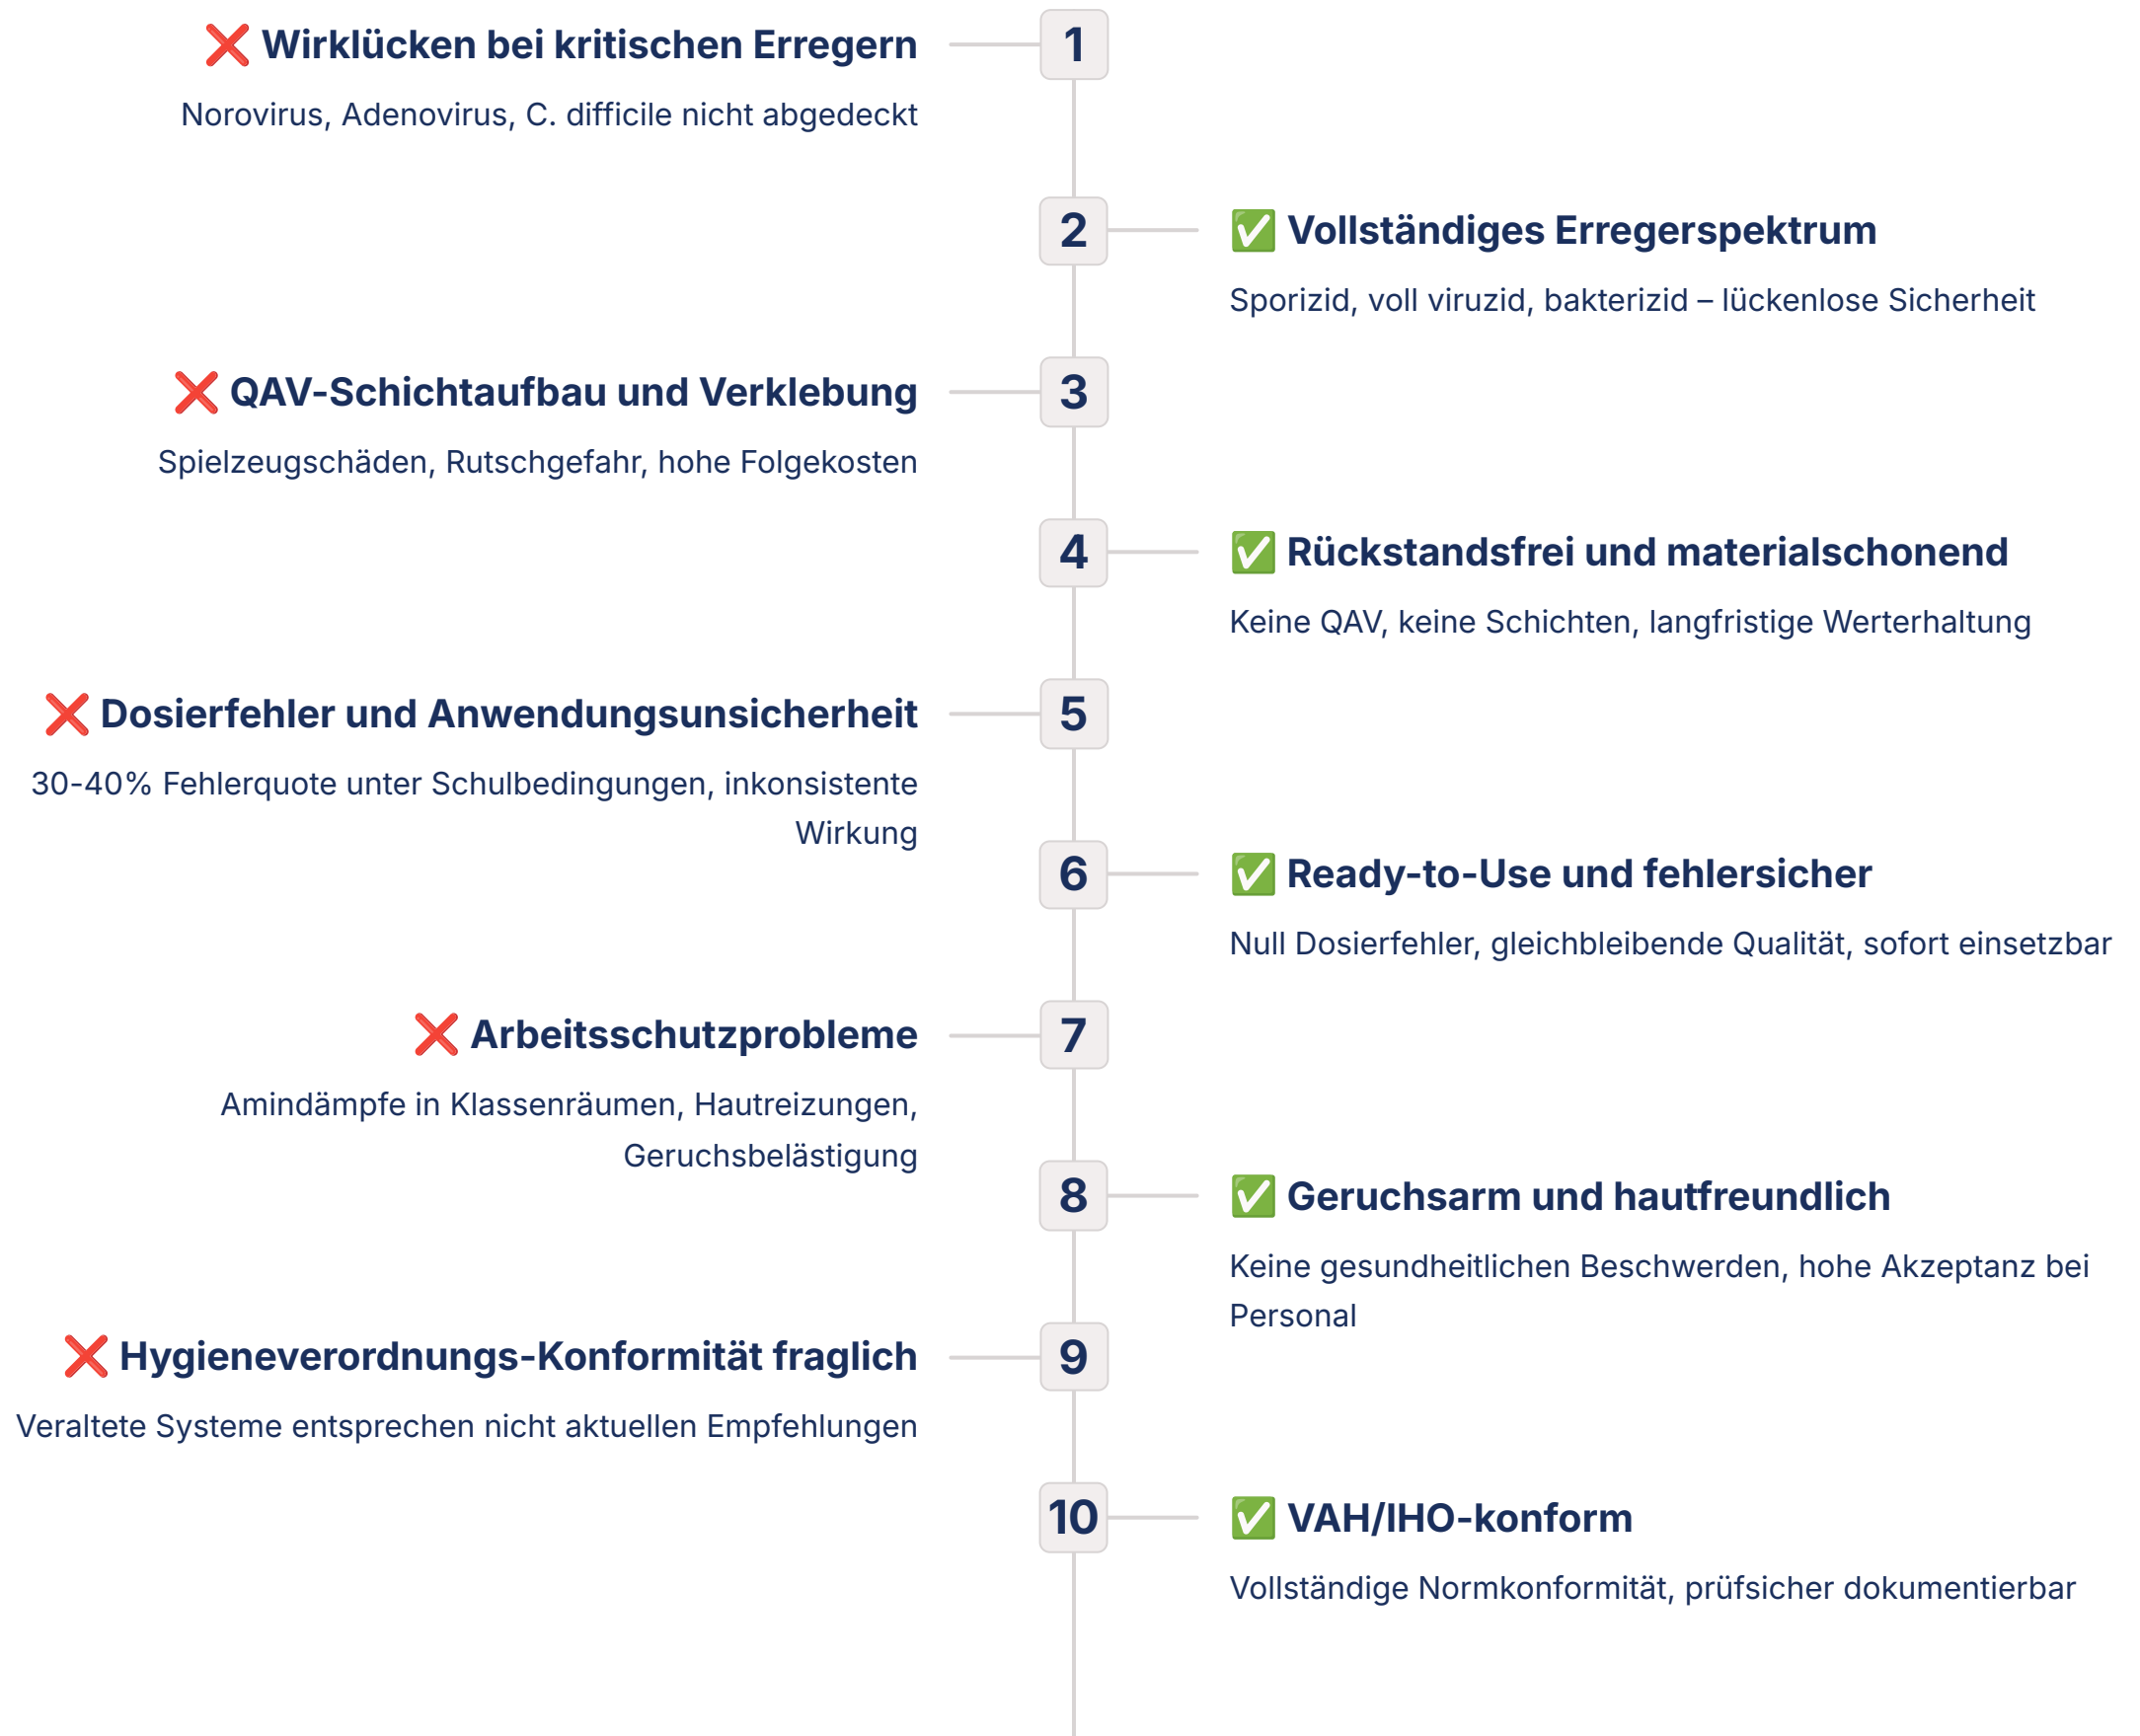 ❌ Wirklücken bei kritischen Erregern
1
Norovirus, Adenovirus, C. difficile nicht abgedeckt
2
✅ Vollständiges Erregerspektrum
Sporizid, voll viruzid, bakterizid – lückenlose Sicherheit
❌ QAV-Schichtaufbau und Verklebung
3
Spielzeugschäden, Rutschgefahr, hohe Folgekosten
4
✅ Rückstandsfrei und materialschonend
Keine QAV, keine Schichten, langfristige Werterhaltung
❌ Dosierfehler und Anwendungsunsicherheit
5
30-40% Fehlerquote unter Schulbedingungen, inkonsistente
Wirkung
6
✅ Ready-to-Use und fehlersicher
Null Dosierfehler, gleichbleibende Qualität, sofort einsetzbar
❌ Arbeitsschutzprobleme
7
Amindämpfe in Klassenräumen, Hautreizungen,
Geruchsbelästigung
8
✅ Geruchsarm und hautfreundlich
Keine gesundheitlichen Beschwerden, hohe Akzeptanz bei
Personal
❌ Hygieneverordnungs-Konformität fraglich
9
Veraltete Systeme entsprechen nicht aktuellen Empfehlungen
10
✅ VAH/IHO-konform
Vollständige Normkonformität, prüfsicher dokumentierbar